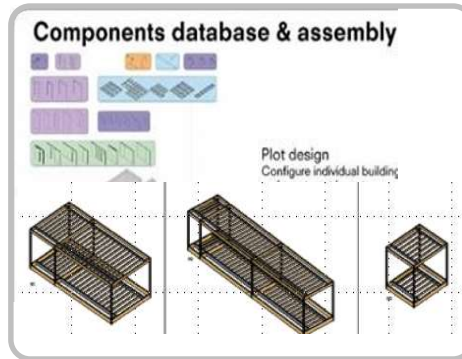 Components database & assembly
Plot design
Configure individual building